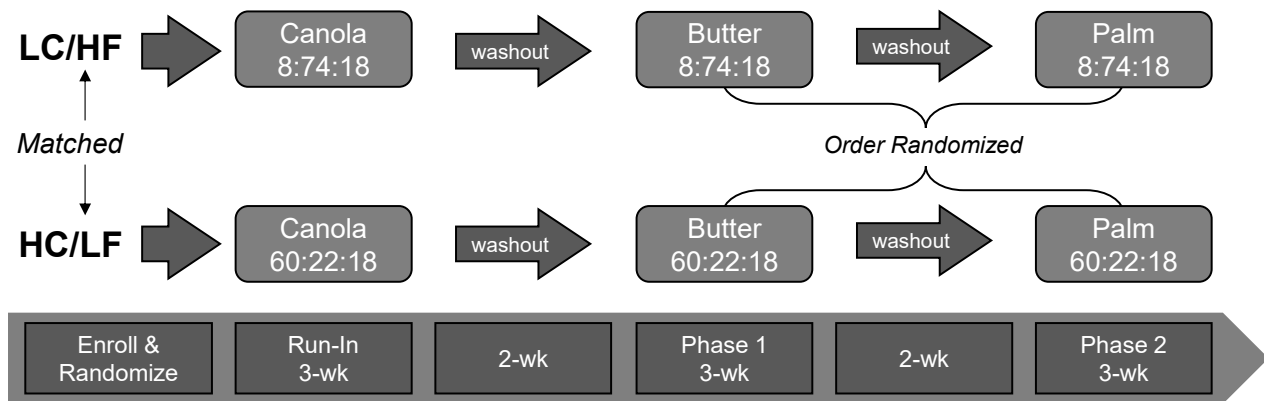 LC/HF
Canola
8:74:18
washout
Butter
8:74:18
washout
Palm
8:74:18
Matched
Order Randomized
HC/LF
Canola
60:22:18
washout
Butter
60:22:18
washout
Palm
60:22:18
Enroll &
Randomize
Run-In
3-wk
2-wk
Phase 1
3-wk
2-wk
Phase 2
3-wk